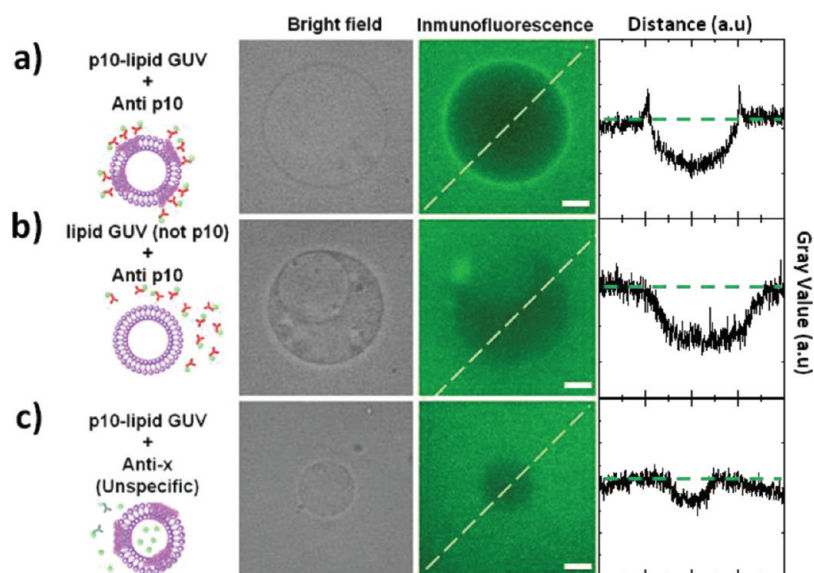 Bright field
Inmunofluorescence
Distance (a.u)
a)
p10-lipid GUV
+
Anti p10
b)
lipid GUV (not p10)
+
Anti p10
c)
p10-lipid GUV
+
Anti-x
(Unspecific)
Gray Value (a.u)